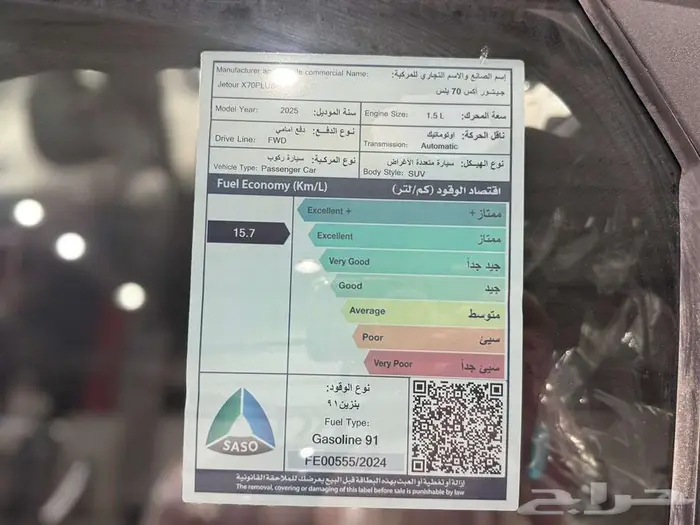 Manufacturer and the commercial Name: إسم الصانع والاسم التجاري للمركبة:
Jetour X70PLUS جيتور اكس 70 بلس
Model Year: 2025 سنة الموديل:
Engine Size: 1.5 L سعة المحرك:
Drive Line: FWD نوع الدفع: دفع امامي
Transmission: Automatic ناقل الحركة: اوتوماتيك
Vehicle Type: Passenger Car نوع المركبة: سيارة ركوب
Body Style: SUV نوع الهيكل: سيارة متعددة الأغراض
Fuel Economy (Km/L) اقتصاد الوقود (كم/لتر)
Excellent + ممتاز+
15.7
Excellent ممتاز
Very Good جيد جداً
Good جيد
Average متوسط
Poor سيئ
Very Poor سيئ جداً
نوع الوقود:
بنزين ٩١
Fuel Type:
Gasoline 91
FE00555/2024
SASO
إزالة أو تغطية أو العبث بهذه البطاقة قبل البيع يعرضك للملاحقة القانونية
The removal, covering or damaging of this label before sale is punishable by law
حراج